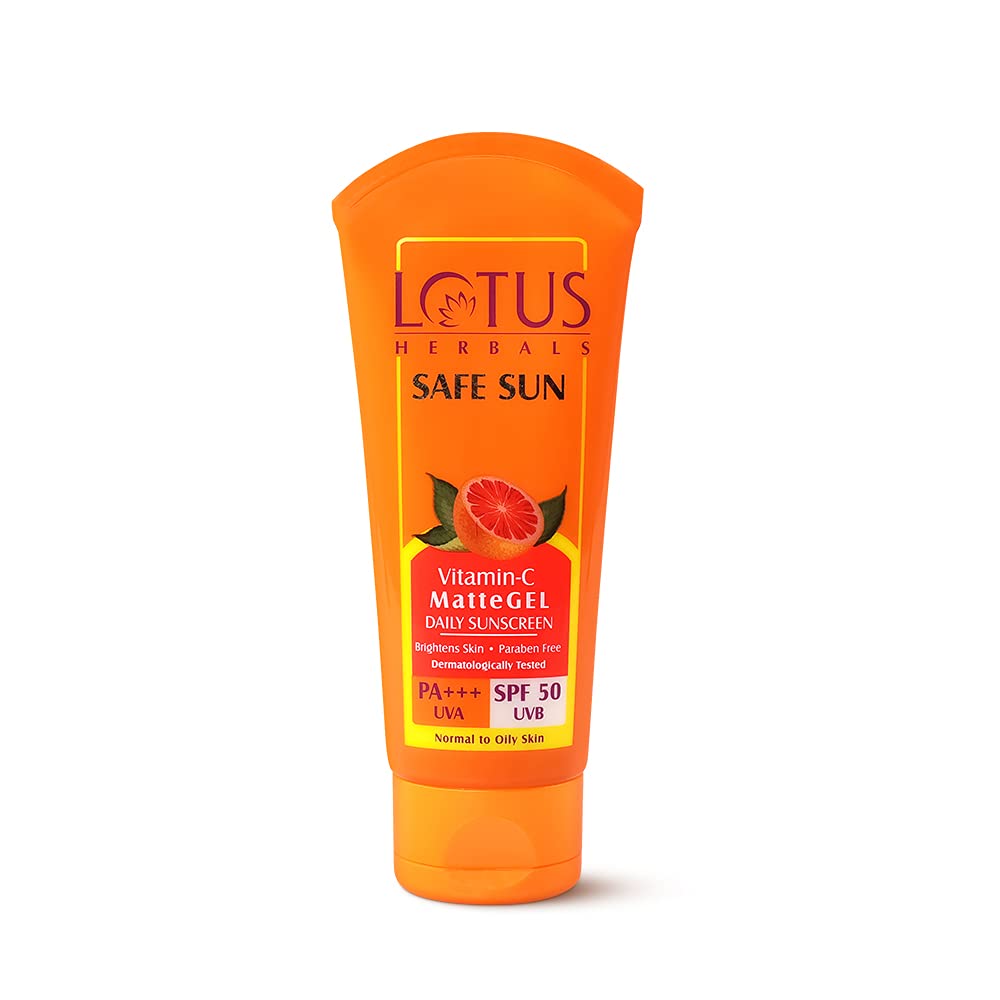 LOTUS
HERBALS
SAFE SUN
Vitamin-C
MatteGEL
DAILY SUNSCREEN
Brightens Skin • Paraben Free
Dermatologically Tested
PA+++ SPF 50
UVA UVB
Normal to Oily Skin